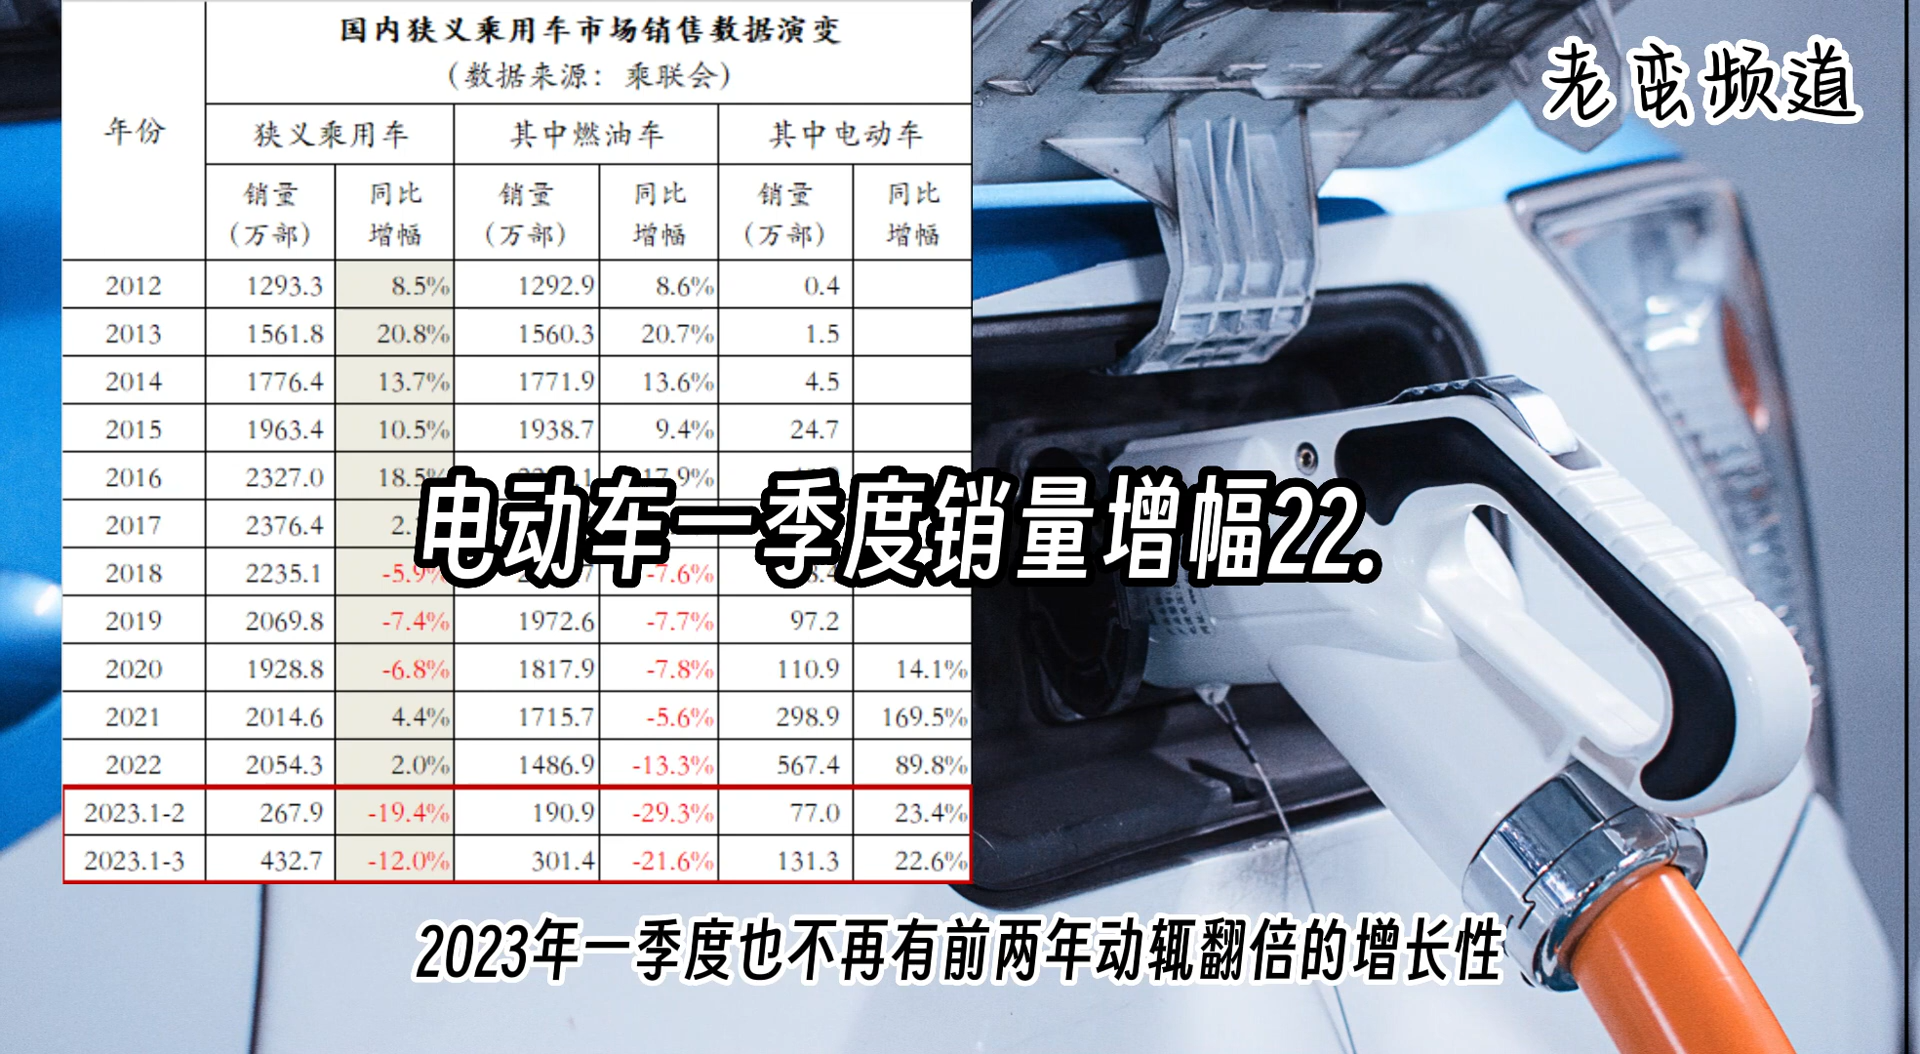 国内狭义乘用车市场销售数据演变
（数据来源：乘联会）
老蛮频道
年份 狭义乘用车 其中燃油车 其中电动车
销量 同比 销量 同比 销量 同比
（万部） 增幅 （万部） 增幅 （万部） 增幅
2012 1293.3 8.5% 1292.9 8.6% 0.4
2013 1561.8 20.8% 1560.3 20.7% 1.5
2014 1776.4 13.7% 1771.9 13.6% 4.5
2015 1963.4 10.5% 1938.7 9.4% 24.7
2016 2327.0 18.5%
2017 2376.4
电动车一季度销量增幅22.
2018 2235.1 -5.9% -7.6%
2019 2069.8 -7.4% 1972.6 -7.7% 97.2
2020 1928.8 -6.8% 1817.9 -7.8% 110.9 14.1%
2021 2014.6 4.4% 1715.7 -5.6% 298.9 169.5%
2022 2054.3 2.0% 1486.9 -13.3% 567.4 89.8%
2023.1-2 267.9 -19.4% 190.9 -29.3% 77.0 23.4%
2023.1-3 432.7 -12.0% 301.4 -21.6% 131.3 22.6%
2023年一季度也不再有前两年动辄翻倍的增长性